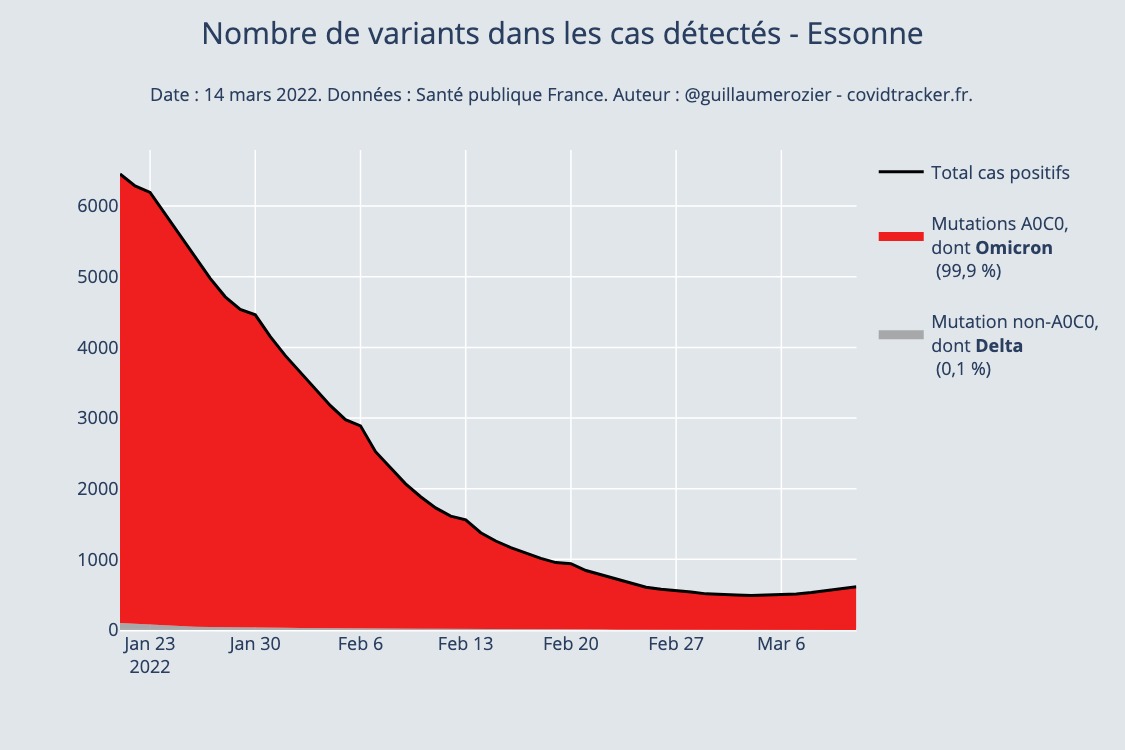 Nombre de variants dans les cas détectés - Essonne
Date : 14 mars 2022. Données : Santé publique France. Auteur : @guillaumerozier - covidtracker.fr.
Total cas positifs
Mutations A0C0,
dont Omicron
(99,9 %)
Mutation non-A0C0,
dont Delta
(0,1 %)
6000
5000
4000
3000
2000
1000
0
Jan 23
2022
Jan 30
Feb 6
Feb 13
Feb 20
Feb 27
Mar 6